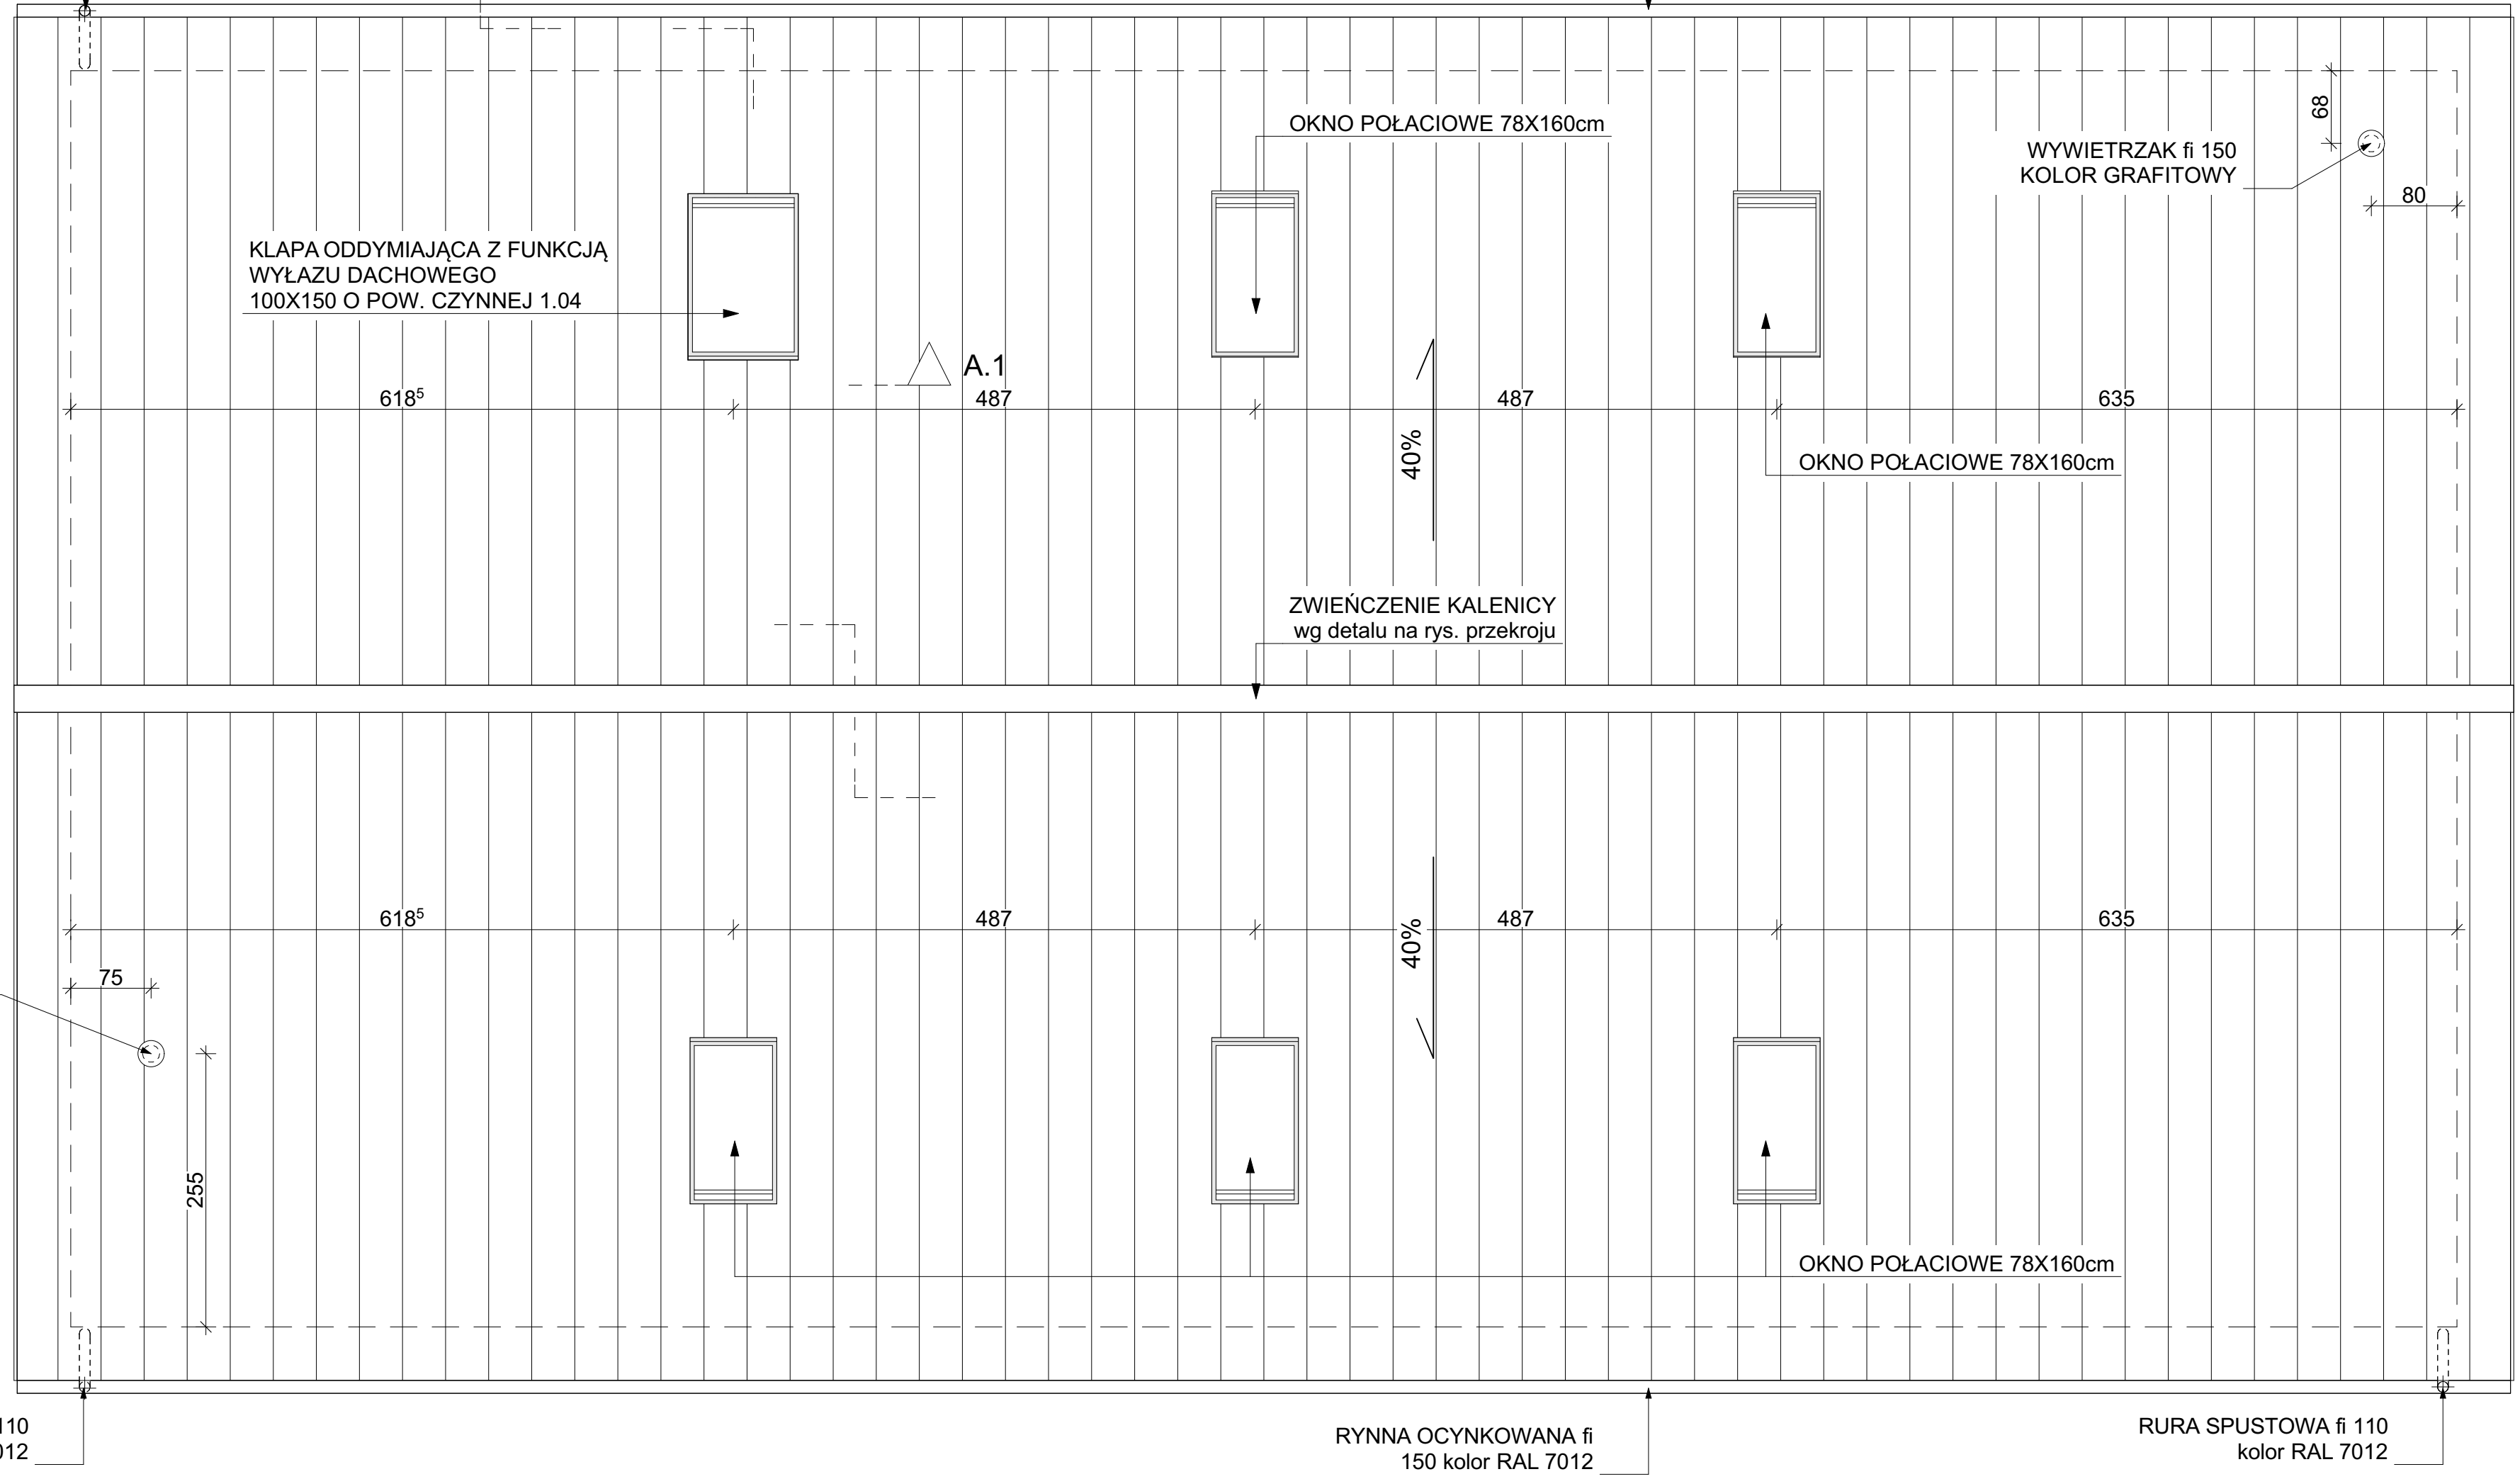 OKNO POŁACIOWE 78X160cm
68
WYWIETRZAK fi 150
KOLOR GRAFITOWY
80
KLAPA ODDYMIAJĄCA Z FUNKCJĄ
WYŁAZU DACHOWEGO
100X150 O POW. CZYNNEJ 1.04
A.1
618⁵
487
487
635
40%
OKNO POŁACIOWE 78X160cm
ZWIEŃCZENIE KALENICY
wg detalu na rys. przekroju
618⁵
487
487
635
40%
75
255
OKNO POŁACIOWE 78X160cm
110
012
RYNNA OCYNKOWANA fi
150 kolor RAL 7012
RURA SPUSTOWA fi 110
kolor RAL 7012